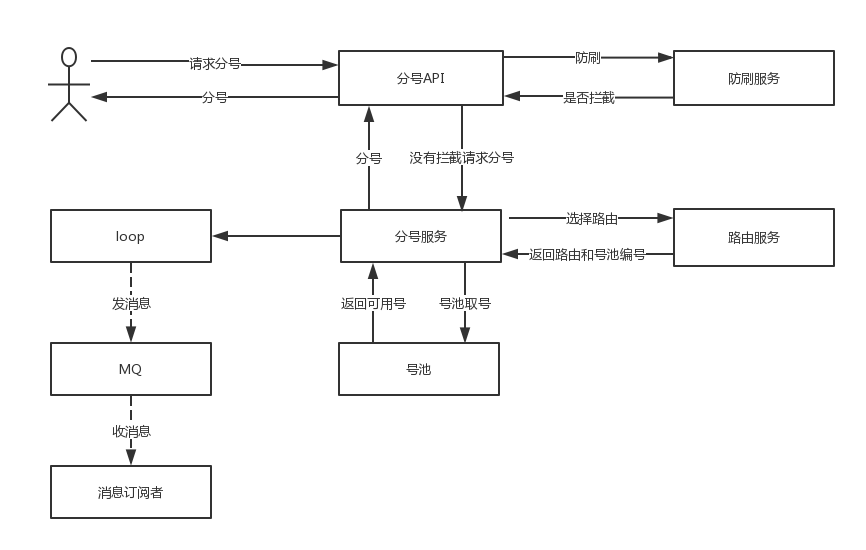 请求分号
分号API
防刷
防刷服务
分号
是否拦截
分号
没有拦截请求分号
loop
分号服务
选择路由
路由服务
返回路由和号池编号
发消息
返回可用号
号池取号
MQ
号池
收消息
消息订阅者